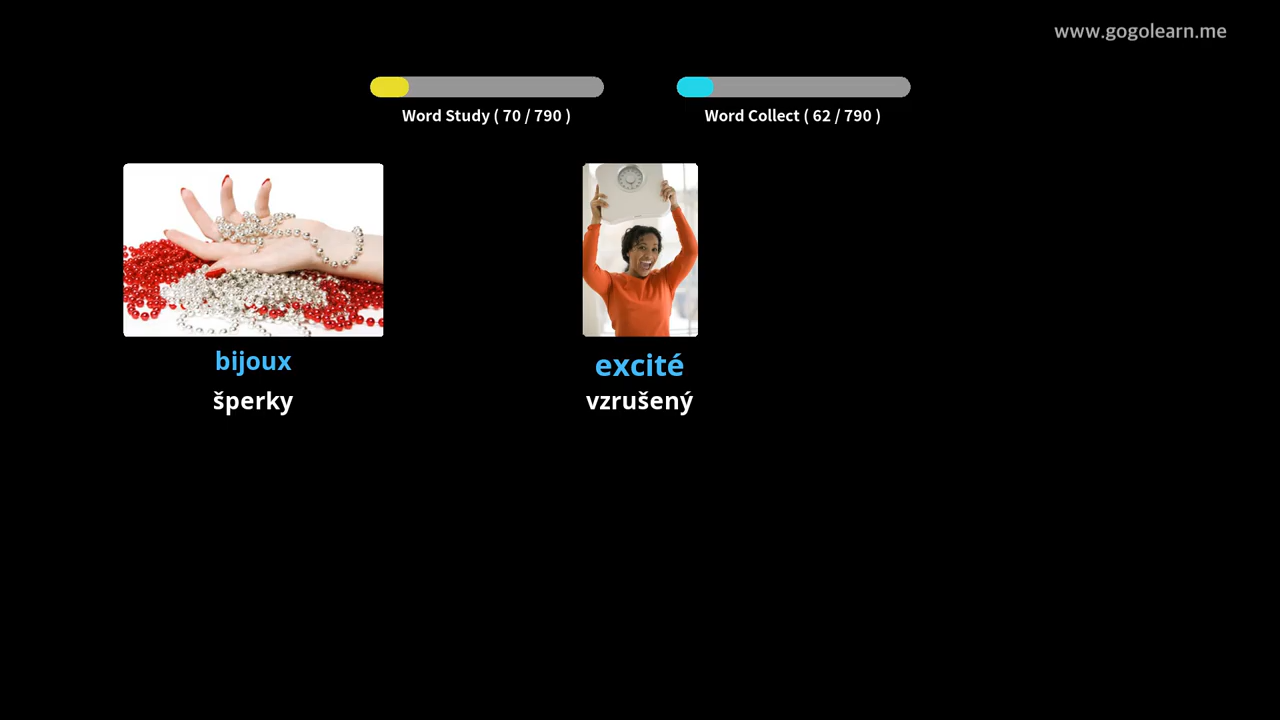 www.gogolearn.me
Word Study ( 70 / 790 )
Word Collect ( 62 / 790 )
bijoux
šperky
excité
vzrušený